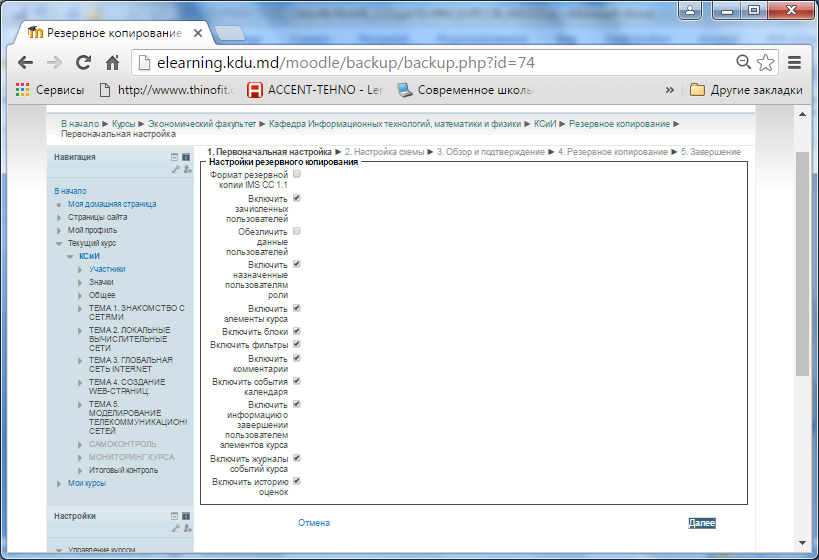 Резервное копирование
elearning.kdu.md/moodle/backup/backup.php?id=74
Сервисы
http://wwww.thinofit.
ACCENT-TEHNO - Ler
Современное школь
»
Другие закладки
В начало ► Курсы ► Экономический факультет ► Кафедра Информационных технологий, математики и физики ► КСиИ ► Резервное копирование ►
Первоначальная настройка
Навигация
В начало
Моя домашняя страница
Страницы сайта
Мой профиль
Текущий курс
КСиИ
Участники
Значки
Общее
ТЕМА 1. ЗНАКОМСТВО С
СЕТЯМИ
ТЕМА 2. ЛОКАЛЬНЫЕ
ВЫЧИСЛИТЕЛЬНЫЕ
СЕТИ
ТЕМА 3. ГЛОБАЛЬНАЯ
СЕТЬ INTERNET
ТЕМА 4. СОЗДАНИЕ
WEB-СТРАНИЦ.
ТЕМА 5.
МОДЕЛИРОВАНИЕ
ТЕЛЕКОММУНИКАЦИОН
СЕТЕЙ
САМОКОНТРОЛЬ
МОНИТОРИНГ КУРСА
Итоговый контроль
Мои курсы
Настройки
Управление курсом
1. Первоначальная настройка ► 2. Настройка схемы ► 3. Обзор и подтверждение ► 4. Резервное копирование ► 5. Завершение
Настройки резервного копирования
Формат резервной
копии IMS CC 1.1
Включить
зачисленных
пользователей
Обезличить
данные
пользователей
Включить
назначенные
пользователям
роли
Включить
элементы курса
Включить блоки
Включить фильтры
Включить
комментарии
Включить события
календаря
Включить
информацию о
завершении
пользователем
элементов курса
Включить журналы
событий курса
Включить историю
оценок
Отмена
Далее